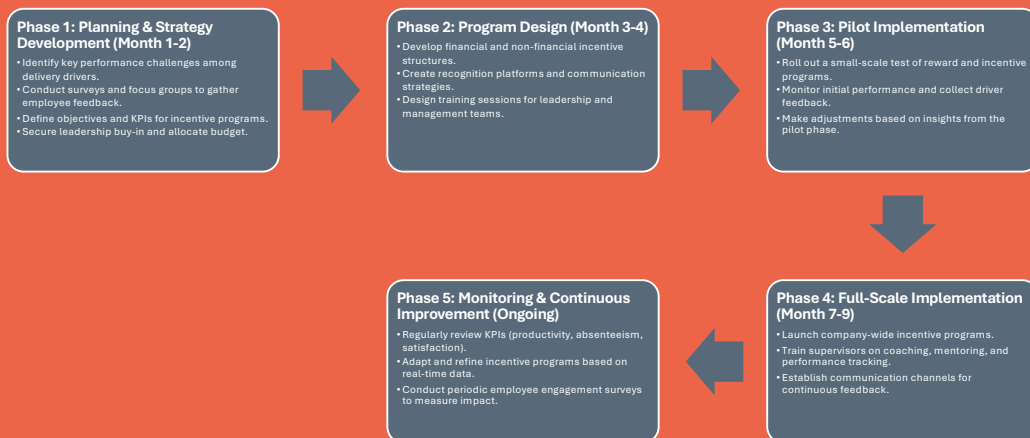 Phase 1: Planning & Strategy
Development (Month 1-2)
•Identify key performance challenges among
delivery drivers.
•Conduct surveys and focus groups to gather
employee feedback.
•Define objectives and KPIs for incentive programs.
•Secure leadership buy-in and allocate budget.
Phase 2: Program Design (Month 3-4)
•Develop financial and non-financial incentive
structures.
•Create recognition platforms and communication
strategies.
•Design training sessions for leadership and
management teams.
Phase 3: Pilot Implementation
(Month 5-6)
•Roll out a small-scale test of reward and incentive
programs.
•Monitor initial performance and collect driver
feedback.
•Make adjustments based on insights from the
pilot phase.
Phase 4: Full-Scale Implementation
(Month 7-9)
•Launch company-wide incentive programs.
•Train supervisors on coaching, mentoring, and
performance tracking.
•Establish communication channels for
continuous feedback.
Phase 5: Monitoring & Continuous
Improvement (Ongoing)
•Regularly review KPIs (productivity, absenteeism,
satisfaction).
•Adapt and refine incentive programs based on
real-time data.
•Conduct periodic employee engagement surveys
to measure impact.